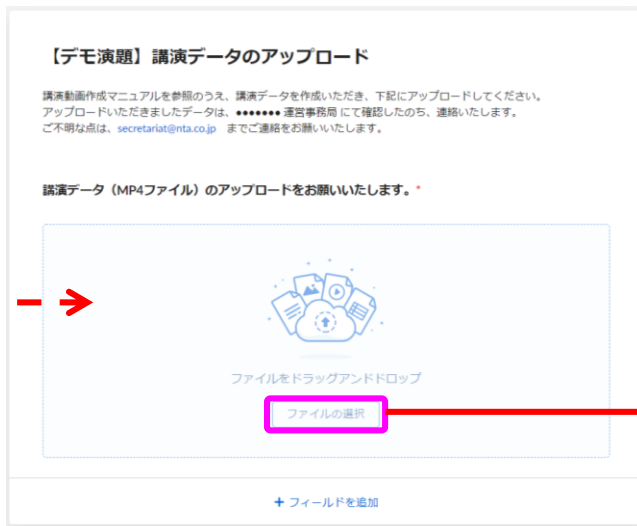 【デモ演題】講演データのアップロード
講演動画作成マニュアルを参照のうえ、講演データを作成いただき、下記にアップロードしてください。
アップロードいただきましたデータは、●●●●●●● 運営事務局 にて確認したのち、連絡いたします。
ご不明な点は、secretariat@nta.co.jp までご連絡をお願いいたします。
講演データ（MP4ファイル）のアップロードをお願いいたします。*
ファイルをドラッグアンドドロップ
ファイルの選択
+ フィールドを追加